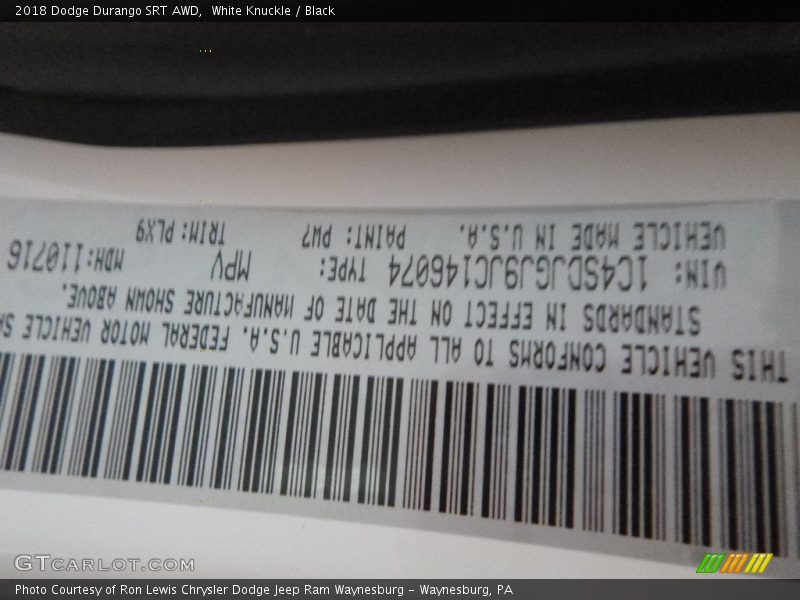 2018 Dodge Durango SRT AWD,  White Knuckle / Black
THIS VEHICLE CONFORMS TO ALL APPLICABLE U.S.A. FEDERAL MOTOR VEHICLE
STANDARDS IN EFFECT ON THE DATE OF MANUFACTURE SHOWN ABOVE.
VIN: 1C4SDJGJ9JC146074 TYPE: MPV MDH:110716
VEHICLE MADE IN U.S.A. PAINT: PW7 TRIM: PLX9
GTCARLOT.COM
Photo Courtesy of Ron Lewis Chrysler Dodge Jeep Ram Waynesburg – Waynesburg, PA